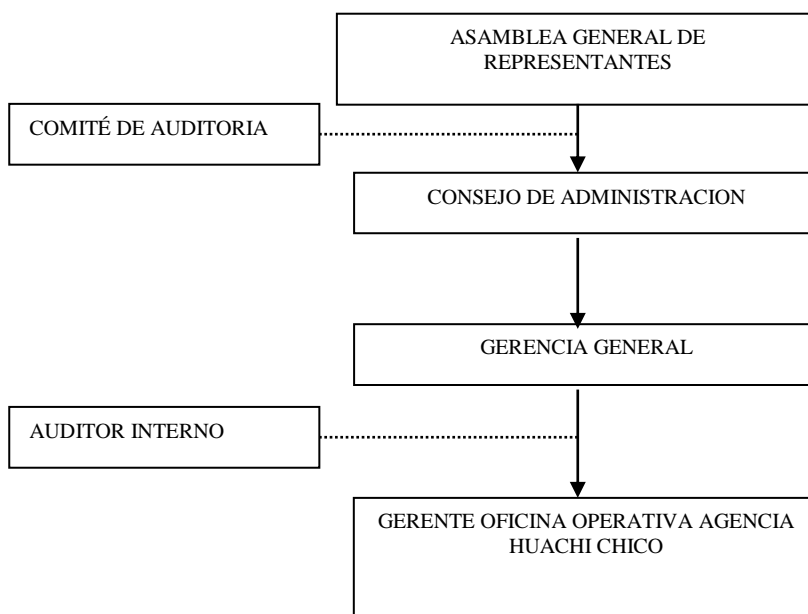 ASAMBLEA GENERAL DE
REPRESENTANTES
COMITÉ DE AUDITORIA
CONSEJO DE ADMINISTRACION
GERENCIA GENERAL
AUDITOR INTERNO
GERENTE OFICINA OPERATIVA AGENCIA
HUACHI CHICO